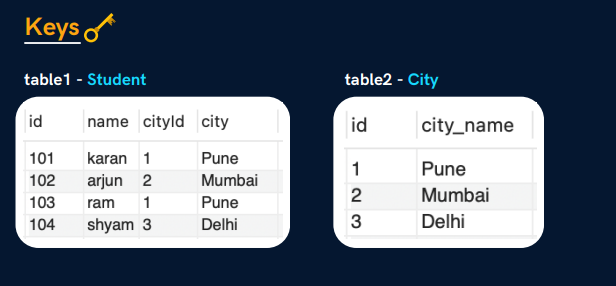 Keys
table1 - Student
id name cityId city
101 karan 1 Pune
102 arjun 2 Mumbai
103 ram 1 Pune
104 shyam 3 Delhi
table2 - City
id city_name
1 Pune
2 Mumbai
3 Delhi